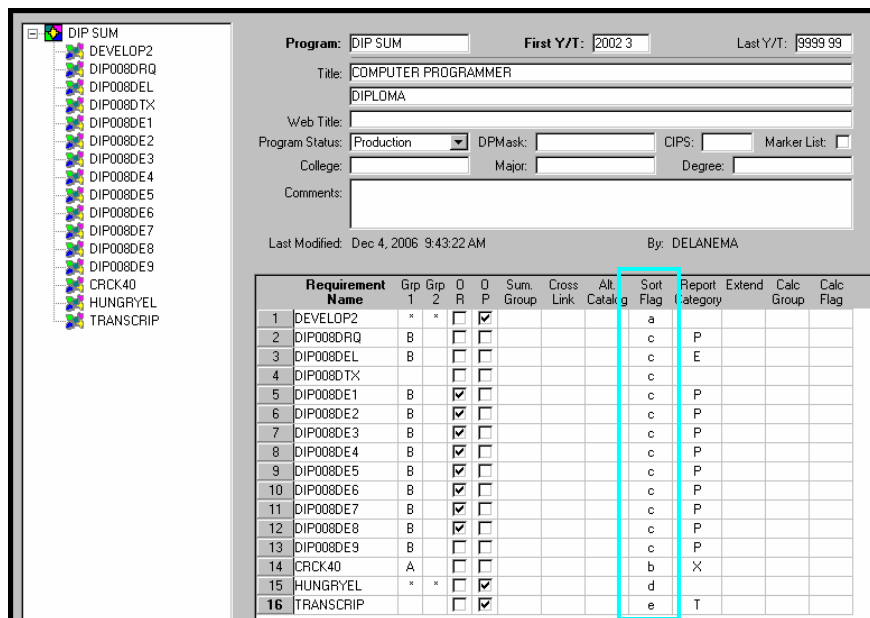 DIP SUM
DEVELOP2
DIP008DRQ
DIP008DEL
DIP008DTX
DIP008DE1
DIP008DE2
DIP008DE3
DIP008DE4
DIP008DE5
DIP008DE6
DIP008DE7
DIP008DE8
DIP008DE9
CRCK40
HUNGRYEL
TRANSCRIP
Program: DIP SUM First Y/T: 2002 3 Last Y/T: 9999 99
Title: COMPUTER PROGRAMMER
DIPLOMA
Web Title:
Program Status: Production DPMask: CIPS: Marker List:
College: Major: Degree:
Comments:
Last Modified: Dec 4, 2006 9:43:22 AM By: DELANEMA
Requirement Grp Grp O O Sum. Cross Alt. Sort Report Extend Calc Calc
Name 1 2 R P Group Link Catalog Flag Category Group Flag
1 DEVELOP2 * * a
2 DIP008DRQ B c P
3 DIP008DEL B c E
4 DIP008DTX c
5 DIP008DE1 B c P
6 DIP008DE2 B c P
7 DIP008DE3 B c P
8 DIP008DE4 B c P
9 DIP008DE5 B c P
10 DIP008DE6 B c P
11 DIP008DE7 B c P
12 DIP008DE8 B c P
13 DIP008DE9 B c P
14 CRCK40 A b X
15 HUNGRYEL * * d
16 TRANSCRIP e T